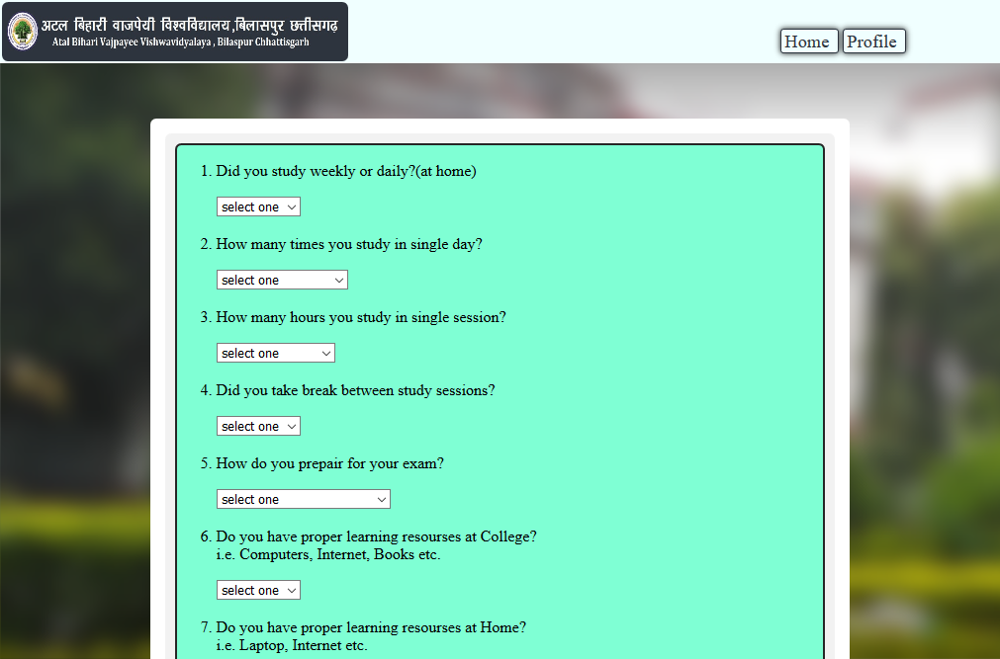 अटल बिहारी वाजपेयी विश्वविद्यालय,बिलासपुर छत्तीसगढ़
Atal Bihari Vajpayee Vishwavidyalaya , Bilaspur Chhattisgarh
Home Profile
1. Did you study weekly or daily?(at home)
select one
2. How many times you study in single day?
select one
3. How many hours you study in single session?
select one
4. Did you take break between study sessions?
select one
5. How do you prepair for your exam?
select one
6. Do you have proper learning resourses at College?
i.e. Computers, Internet, Books etc.
select one
7. Do you have proper learning resourses at Home?
i.e. Laptop, Internet etc.